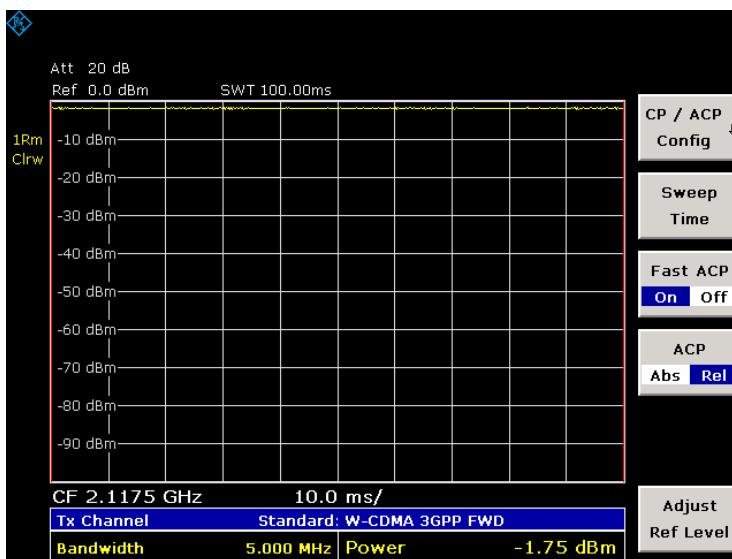 Att 20 dB
Ref 0.0 dBm SWT 100.00ms
1Rm
Clrw
-10 dBm
-20 dBm
-30 dBm
-40 dBm
-50 dBm
-60 dBm
-70 dBm
-80 dBm
-90 dBm
CF 2.1175 GHz 10.0 ms/
Tx Channel Standard: W-CDMA 3GPP FWD
Bandwidth 5.000 MHz Power -1.75 dBm
CP / ACP
Config
Sweep
Time
Fast ACP
On Off
ACP
Abs Rel
Adjust
Ref Level